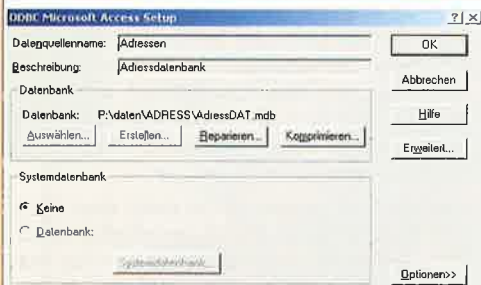 ODBC Microsoft Access Setup
Datenquellenname: Adressen
Beschreibung: Adressdatenbank
Datenbank
Datenbank: P:\daten\ADRESS\AdressDAT.mdb
Auswählen... Erstellen... Reparieren... Komprimieren...
Systemdatenbank
Keine
Datenbank:
Systemdatenbank...
OK
Abbrechen
Hilfe
Erweitert...
Optionen>>